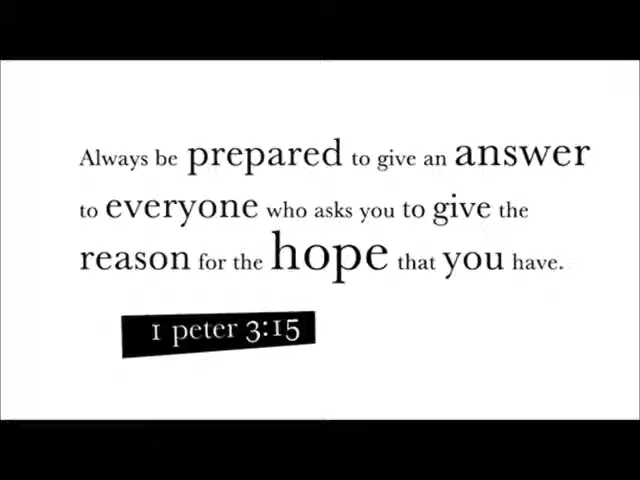 Always be prepared to give an answer
to everyone who asks you to give the
reason for the hope that you have.
1 peter 3:15